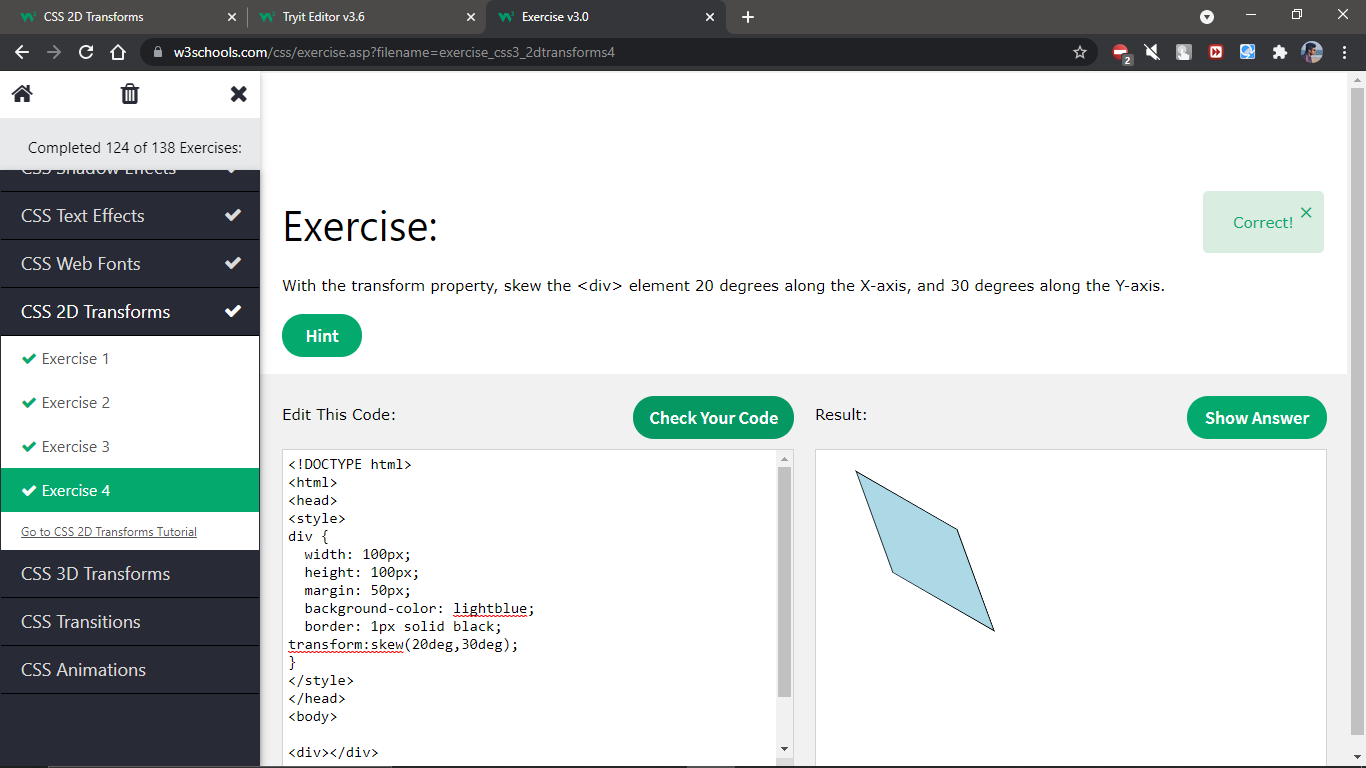 CSS 2D Transforms
Tryit Editor v3.6
Exercise v3.0
w3schools.com/css/exercise.asp?filename=exercise_css3_2dtransforms4
2
Completed 124 of 138 Exercises:
CSS Shadow Effects
CSS Text Effects
CSS Web Fonts
CSS 2D Transforms
Exercise 1
Exercise 2
Exercise 3
Exercise 4
Go to CSS 2D Transforms Tutorial
CSS 3D Transforms
CSS Transitions
CSS Animations
Exercise:
Correct!
With the transform property, skew the <div> element 20 degrees along the X-axis, and 30 degrees along the Y-axis.
Hint
Edit This Code:
Check Your Code
Result:
Show Answer
<!DOCTYPE html>
<html>
<head>
<style>
div {
  width: 100px;
  height: 100px;
  margin: 50px;
  background-color: lightblue;
  border: 1px solid black;
transform:skew(20deg,30deg);
}
</style>
</head>
<body>
<div></div>